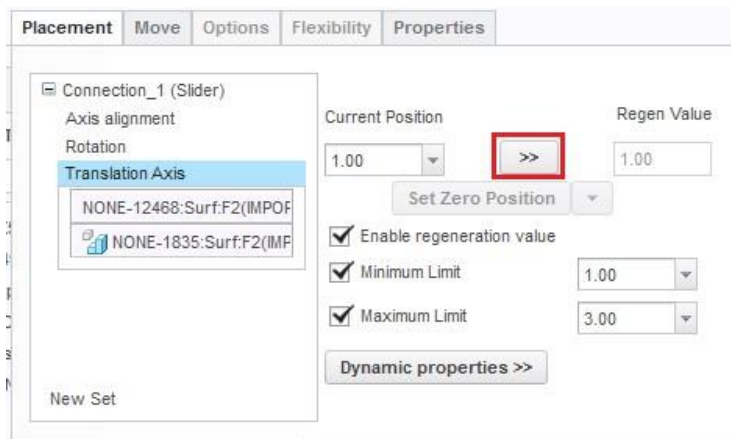 Placement Move Options Flexibility Properties
Connection_1 (Slider)
Axis alignment
Rotation
Translation Axis
NONE-12468:Surf:F2(IMPOF
NONE-1835:Surf:F2(IMF
New Set
Current Position
Regen Value
1.00
>>
1.00
Set Zero Position
Enable regeneration value
Minimum Limit 1.00
Maximum Limit 3.00
Dynamic properties >>